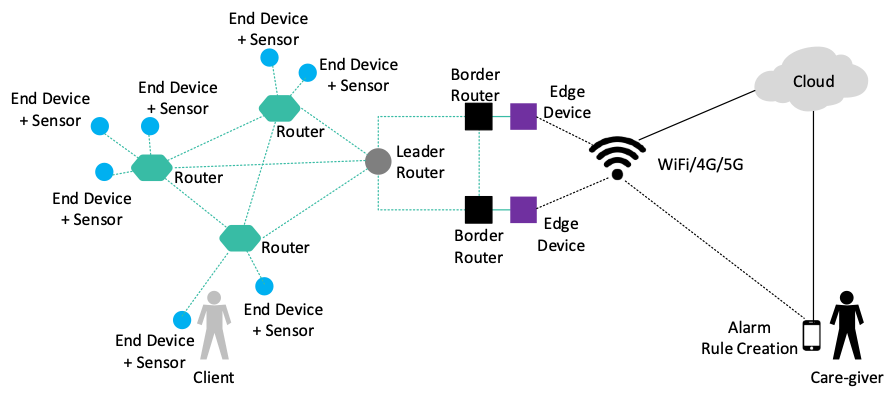 End Device
+ Sensor
End Device
+ Sensor
End Device
+ Sensor
End Device
+ Sensor
Router
Router
End Device
+ Sensor
Router
End Device
+ Sensor
End Device
+ Sensor
Client
Leader
Router
Border
Router
Edge
Device
Border
Router
Edge
Device
WiFi/4G/5G
Cloud
Alarm
Rule Creation
Care-giver